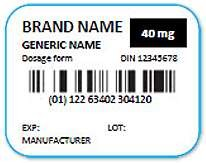 BRAND NAME
40 mg
GENERIC NAME
Dosage form DIN 12345678
(01) 122 63402 304120
EXP: LOT:
MANUFACTURER